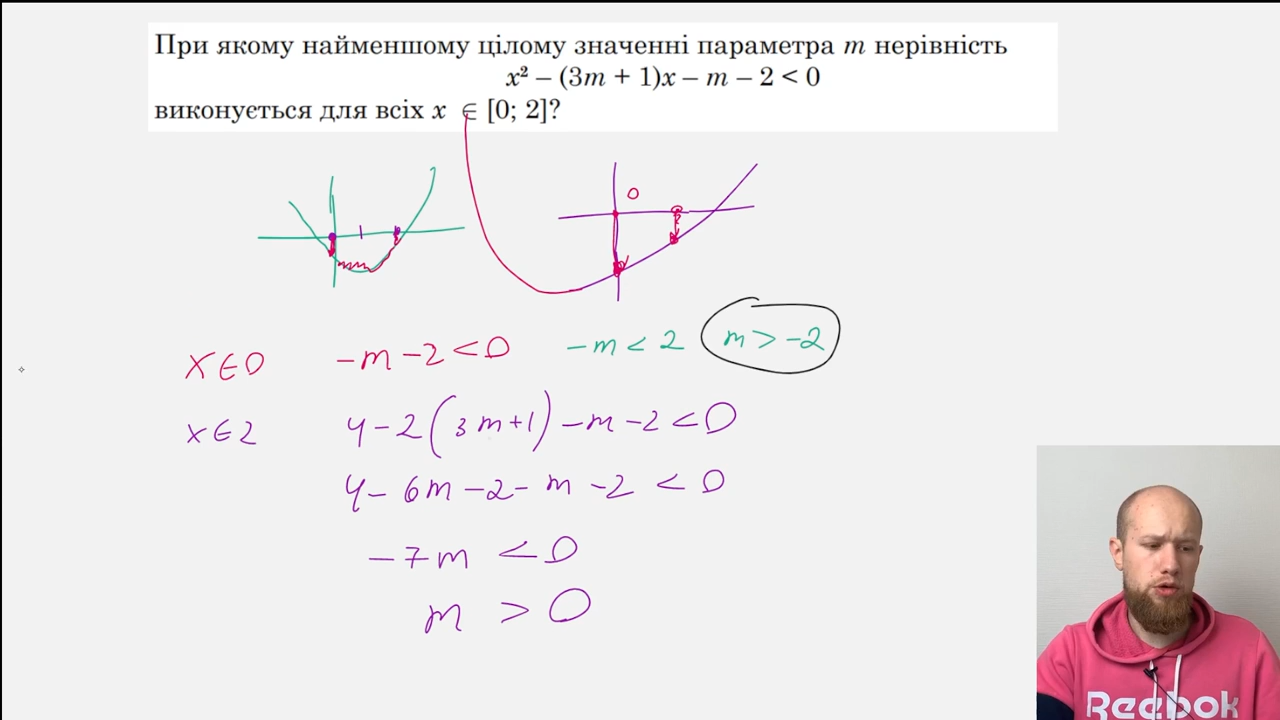 При якому найменшому цілому значенні параметра m нерівність
x² – (3m + 1)x – m – 2 < 0
виконується для всіх x ∈ [0; 2]?
0
x∈0 -m-2<0 -m<2 m>-2
x∈2 4-2(3m+1)-m-2<0
4-6m-2-m-2<0
-7m<0
m>0
Reebok